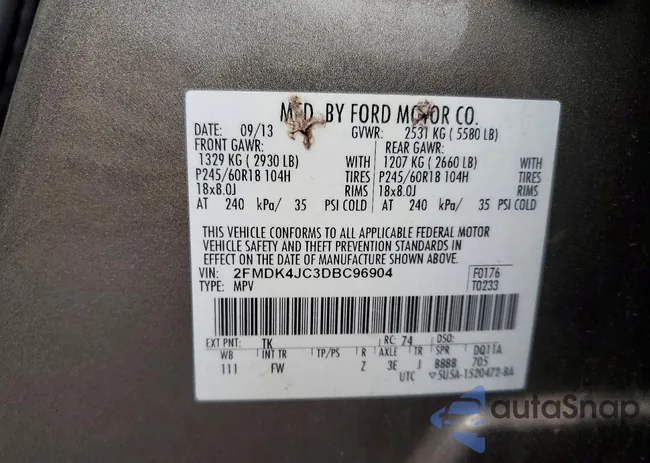 MFD. BY FORD MOTOR CO.
DATE: 09/13 GVWR: 2531 KG ( 5580 LB)
FRONT GAWR: REAR GAWR:
1329 KG ( 2930 LB) WITH 1207 KG ( 2660 LB) WITH
P245/60R18 104H TIRES P245/60R18 104H TIRES
18x8.0J RIMS 18x8.0J RIMS
AT 240 kPa/ 35 PSI COLD AT 240 kPa/ 35 PSI COLD
THIS VEHICLE CONFORMS TO ALL APPLICABLE FEDERAL MOTOR
VEHICLE SAFETY AND THEFT PREVENTION STANDARDS IN
EFFECT ON THE DATE OF MANUFACTURE SHOWN ABOVE.
VIN: 2FMDK4JC3DBC96904 F0176
TYPE: MPV T0233
EXT PNT: TK RC: 74 DSO:
WB INT TR TP/PS R AXLE TR SPR DQ11A
111 FW Z 3E J 8888 705
UTC 5U5A-1520472-BA
autoSnap